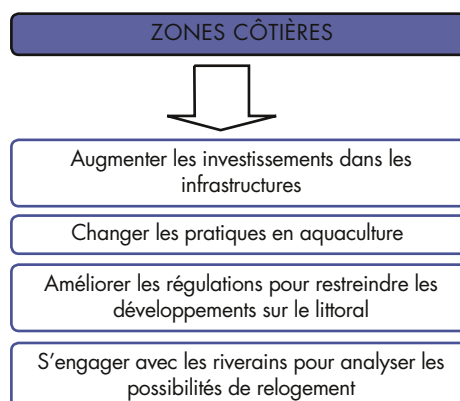 ZONES CÔTIÈRES
Augmenter les investissements dans les
infrastructures
Changer les pratiques en aquaculture
Améliorer les régulations pour restreindre les
développements sur le littoral
S'engager avec les riverains pour analyser les
possibilités de relogement